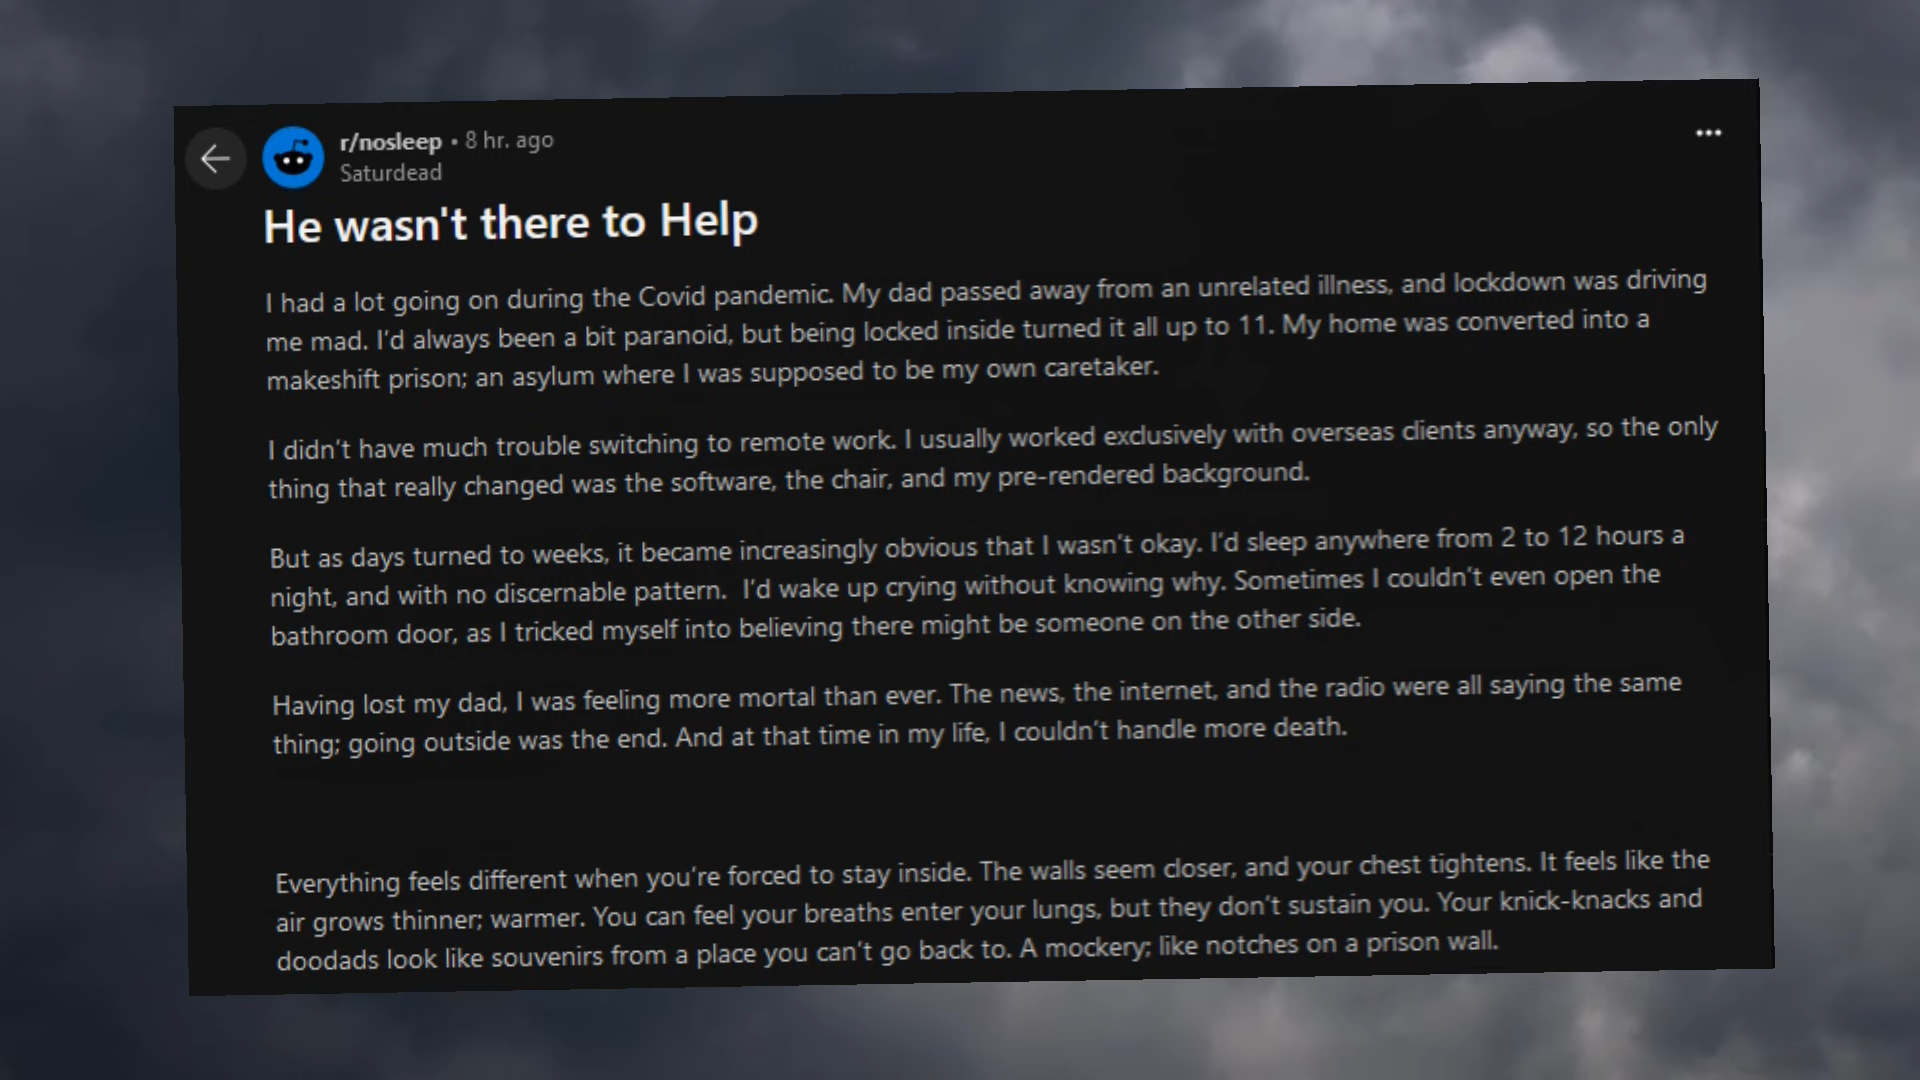 r/nosleep • 8 hr. ago
Saturdead
He wasn't there to Help
I had a lot going on during the Covid pandemic. My dad passed away from an unrelated illness, and lockdown was driving
me mad. I'd always been a bit paranoid, but being locked inside turned it all up to 11. My home was converted into a
makeshift prison; an asylum where I was supposed to be my own caretaker.
I didn't have much trouble switching to remote work. I usually worked exclusively with overseas clients anyway, so the only
thing that really changed was the software, the chair, and my pre-rendered background.
But as days turned to weeks, it became increasingly obvious that I wasn't okay. I'd sleep anywhere from 2 to 12 hours a
night, and with no discernable pattern.  I'd wake up crying without knowing why. Sometimes I couldn't even open the
bathroom door, as I tricked myself into believing there might be someone on the other side.
Having lost my dad, I was feeling more mortal than ever. The news, the internet, and the radio were all saying the same
thing; going outside was the end. And at that time in my life, I couldn't handle more death.
Everything feels different when you're forced to stay inside. The walls seem closer, and your chest tightens. It feels like the
air grows thinner; warmer. You can feel your breaths enter your lungs, but they don't sustain you. Your knick-knacks and
doodads look like souvenirs from a place you can't go back to. A mockery; like notches on a prison wall.